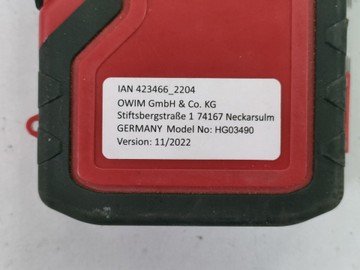 IAN 423466_2204
OWIM GmbH & Co. KG
Stiftsbergstraße 1 74167 Neckarsulm
GERMANY Model No: HG03490
Version: 11/2022